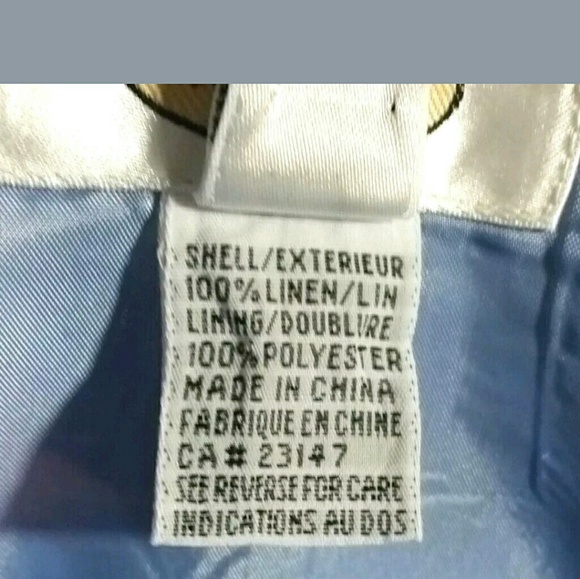 SHELL/EXTERIEUR
100% LINEN/LIN
LINING/DOUBLURE
100% POLYESTER
MADE IN CHINA
FABRIQUE EN CHINE
CA# 23147
SEE REVERSE FOR CARE
INDICATIONS AU DOS